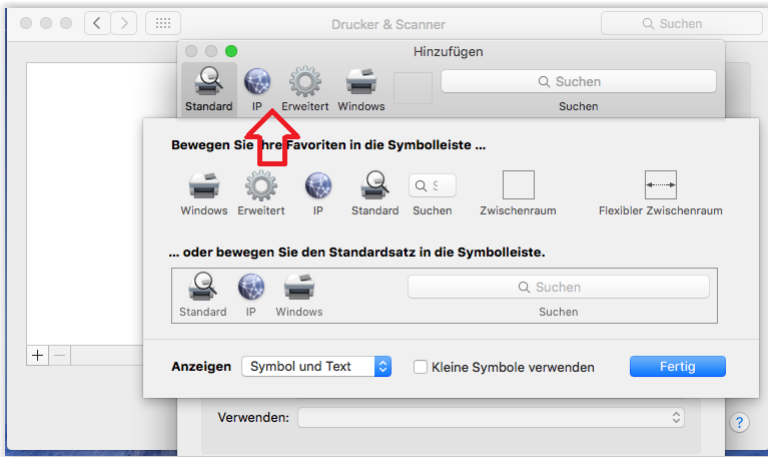 Drucker & Scanner
Suchen
Hinzufügen
Suchen
Standard IP Erweitert Windows Suchen
Bewegen Sie Ihre Favoriten in die Symbolleiste ...
S
Windows Erweitert IP Standard Suchen Zwischenraum Flexibler Zwischenraum
... oder bewegen Sie den Standardsatz in die Symbolleiste.
Suchen
Standard IP Windows Suchen
Anzeigen Symbol und Text Kleine Symbole verwenden Fertig
Verwenden: ?